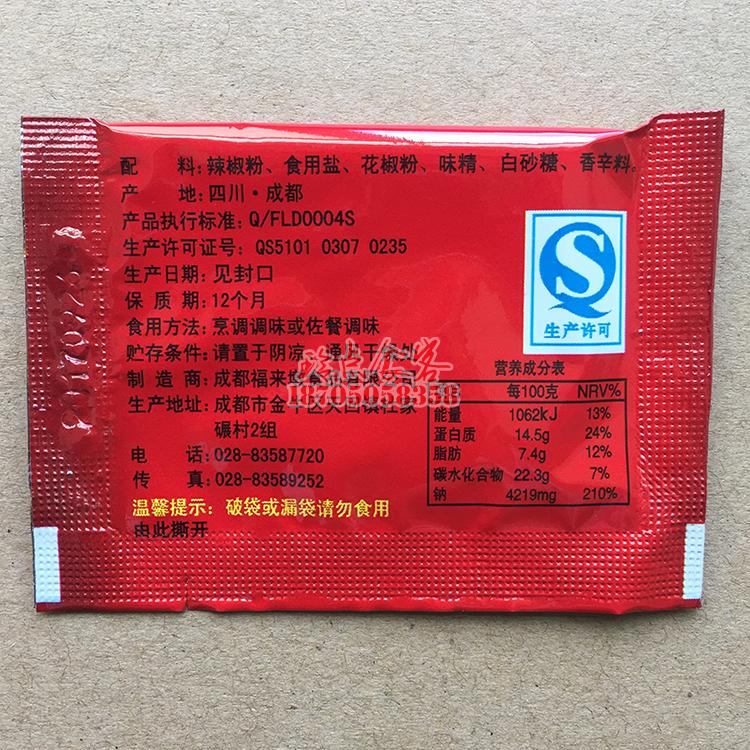 配　　料:辣椒粉、食用盐、花椒粉、味精、白砂糖、香辛料。
产　　地:四川·成都
产品执行标准:Q/FLD0004S
生产许可证号:QS5101 0307 0235
生产日期:见封口
保 质 期:12个月
食用方法:烹调调味或佐餐调味
贮存条件:请置于阴凉、通
制 造 商:成都福来
生产地址:成都市金牛区天回镇
碾村2组
电　　话:028-83587720
传　　真:028-83589252
温馨提示: 破袋或漏袋请勿食用
由此撕开
生产许可
营养成分表
每100克 NRV%
能量 1062kJ 13%
蛋白质 14.5g 24%
脂肪 7.4g 12%
碳水化合物 22.3g 7%
钠 4219mg 210%
18705058358